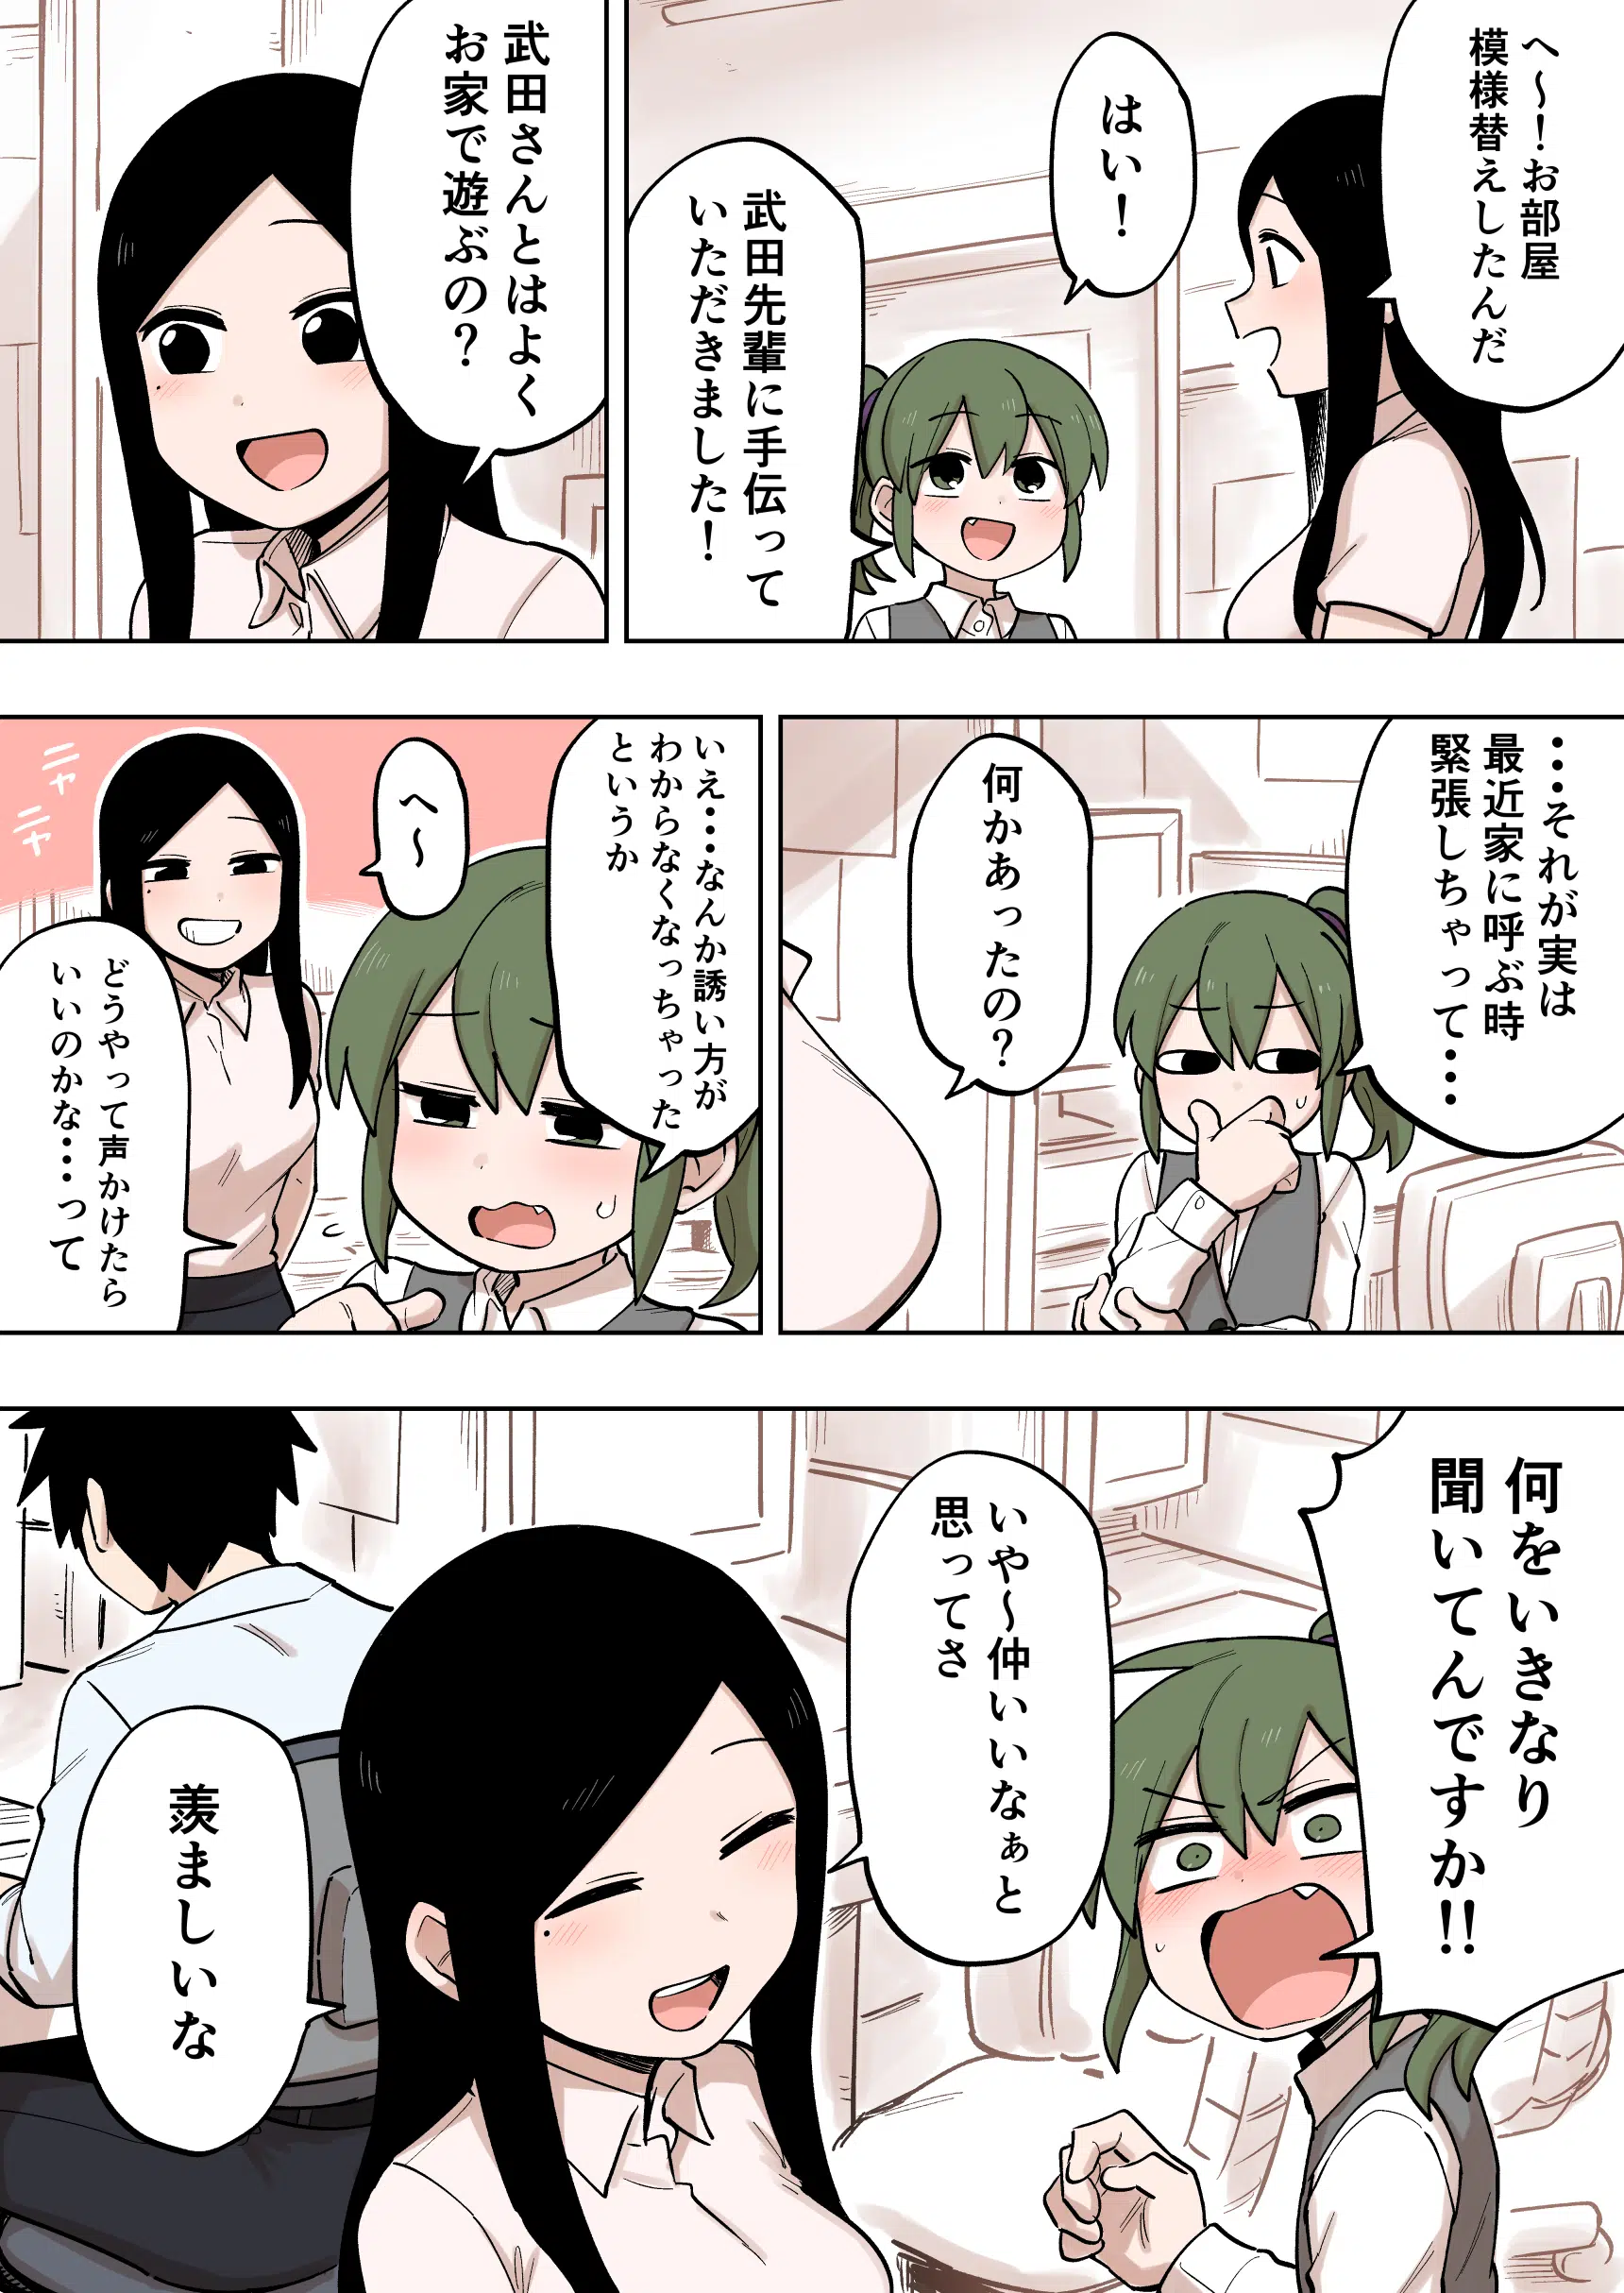 へ～！お部屋
模様替えしたんだ
はい！
武田先輩に手伝って
いただきました！
武田さんとはよく
お家で遊ぶの？
・・・それが実は
最近家に呼ぶ時
緊張しちゃって・・・
何かあったの？
いえ・・・なんか誘い方が
わからなくなっちゃった
というか
へ～
ニヤ
ニヤ
どうやって声かけたら
いいのかな・・・って
何をいきなり
聞いてんですか!!
いや～仲いいなぁと
思ってさ
羨ましいな